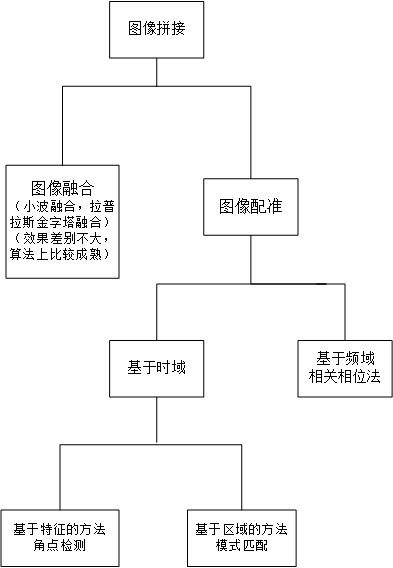 图像拼接
图像融合
（小波融合，拉普
拉斯金字塔融合）
（效果差别不大，
算法上比较成熟）
图像配准
基于时域
基于频域
相关相位法
基于特征的方法
角点检测
基于区域的方法
模式匹配